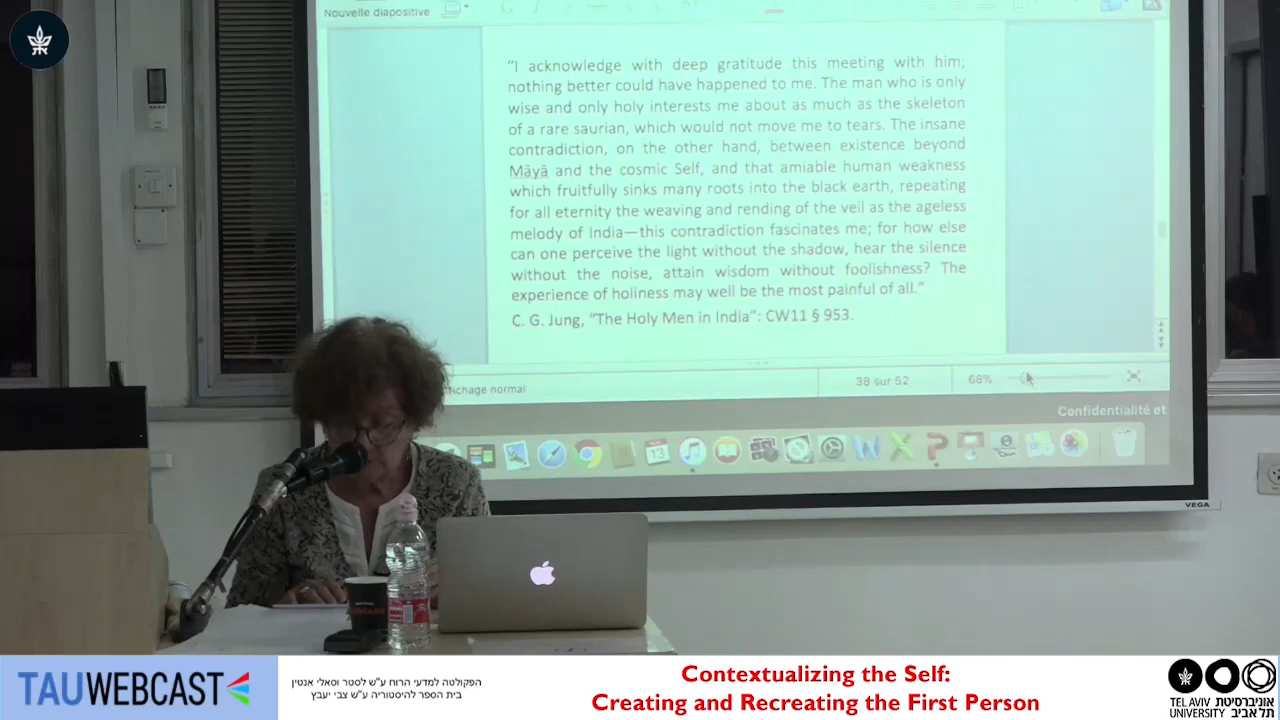 Nouvelle diapositive
“I acknowledge with deep gratitude this meeting with him;
nothing better could have happened to me. The man who is only
wise and only holy interests me about as much as the skeleton
of a rare saurian, which would not move me to tears. The insane
contradiction, on the other hand, between existence beyond
Māyā and the cosmic Self, and that amiable human weakness
which fruitfully sinks many roots into the black earth, repeating
for all eternity the weaving and rending of the veil as the ageless
melody of India—this contradiction fascinates me; for how else
can one perceive the light without the shadow, hear the silence
without the noise, attain wisdom without foolishness? The
experience of holiness may well be the most painful of all.”
C. G. Jung, “The Holy Men in India”: CW11 § 953.
fichage normal
38 sur 52
68%
Confidentialité et
13
VEGA
TAUWEBCAST
הפקולטה למדעי הרוח ע"ש לסטר וסאלי אנטין
בית הספר להיסטוריה ע"ש צבי יעבץ
Contextualizing the Self:
Creating and Recreating the First Person
TEL AVIV UNIVERSITY
אוניברסיטת תל אביב